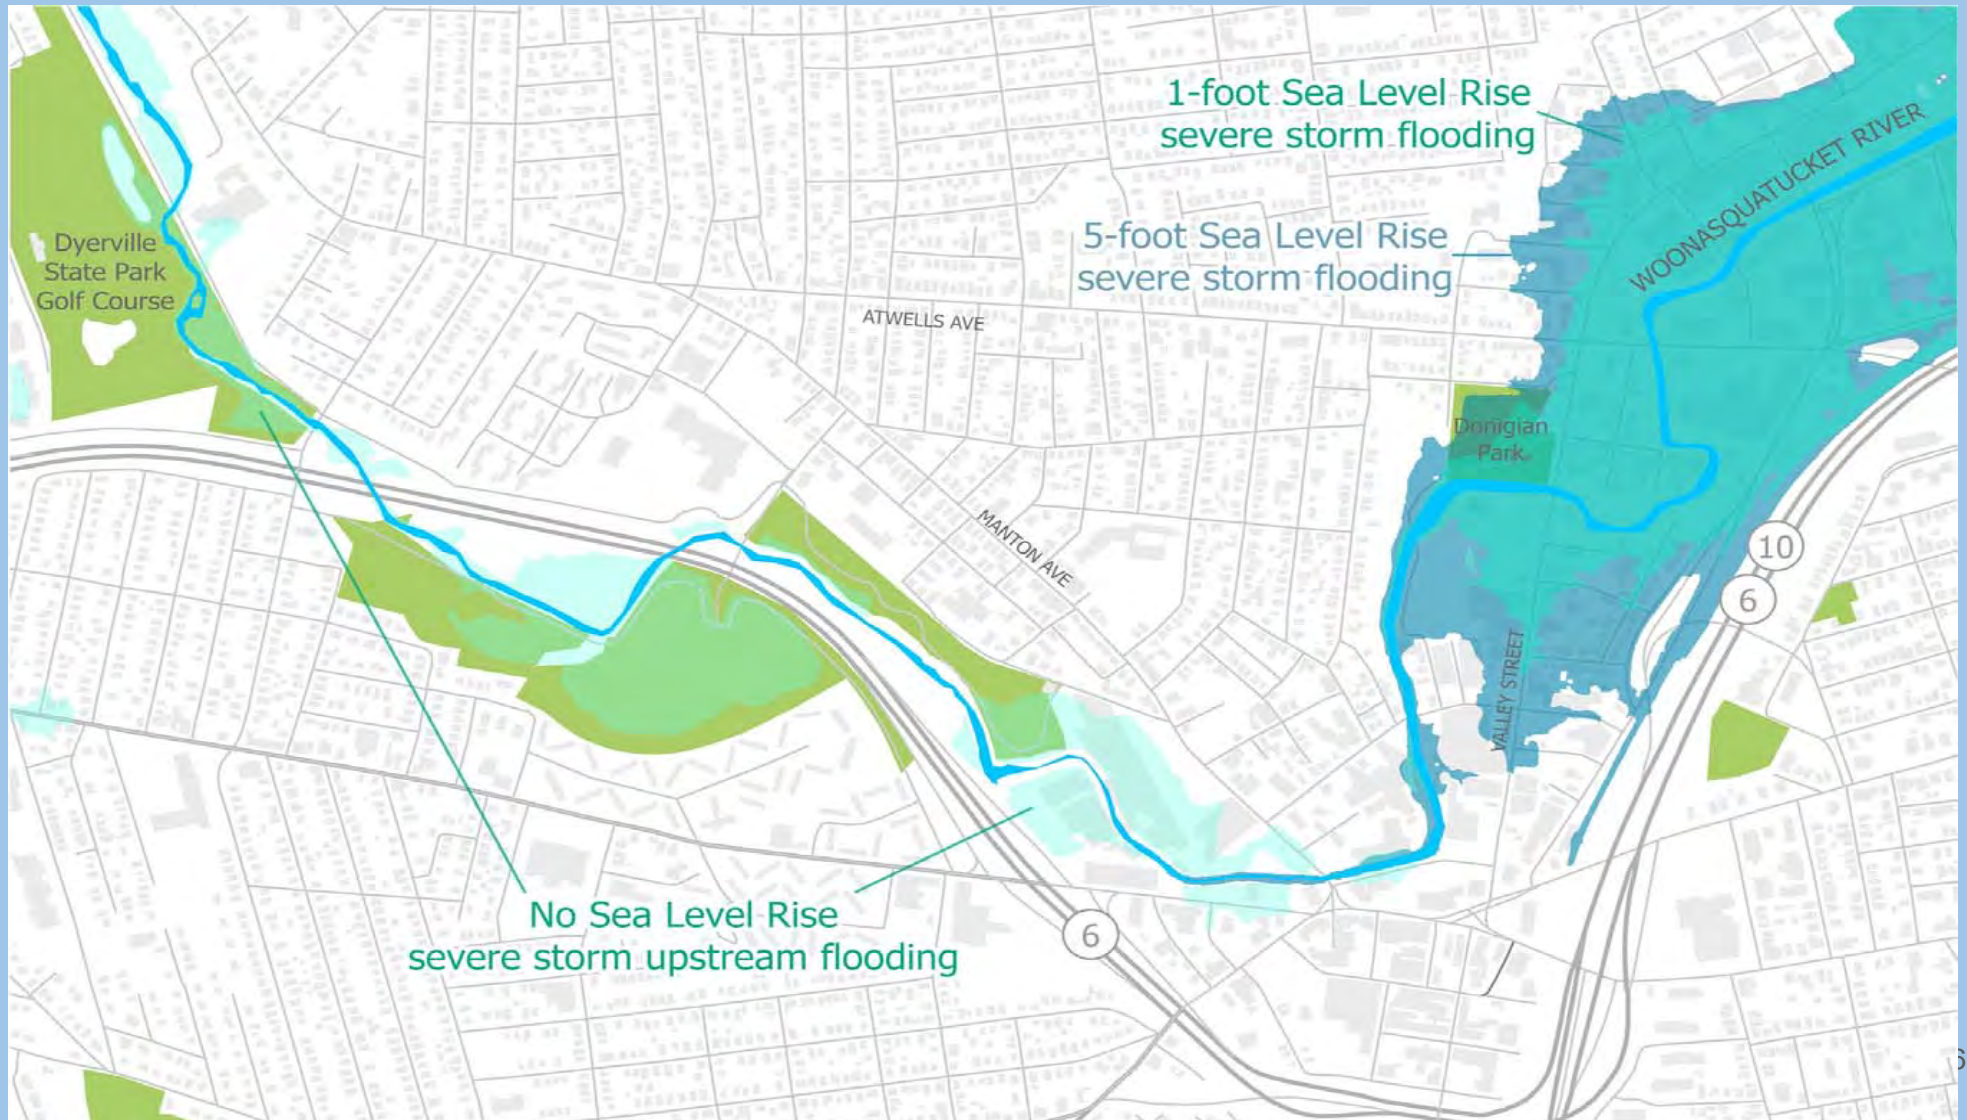 1-foot Sea Level Rise
severe storm flooding
WOONASQUATUCKET RIVER
5-foot Sea Level Rise
severe storm flooding
Dyerville
State Park
Golf Course
ATWELLS AVE
Donigian
Park
MANTON AVE
10
6
VALLEY STREET
No Sea Level Rise
severe storm upstream flooding
6
6